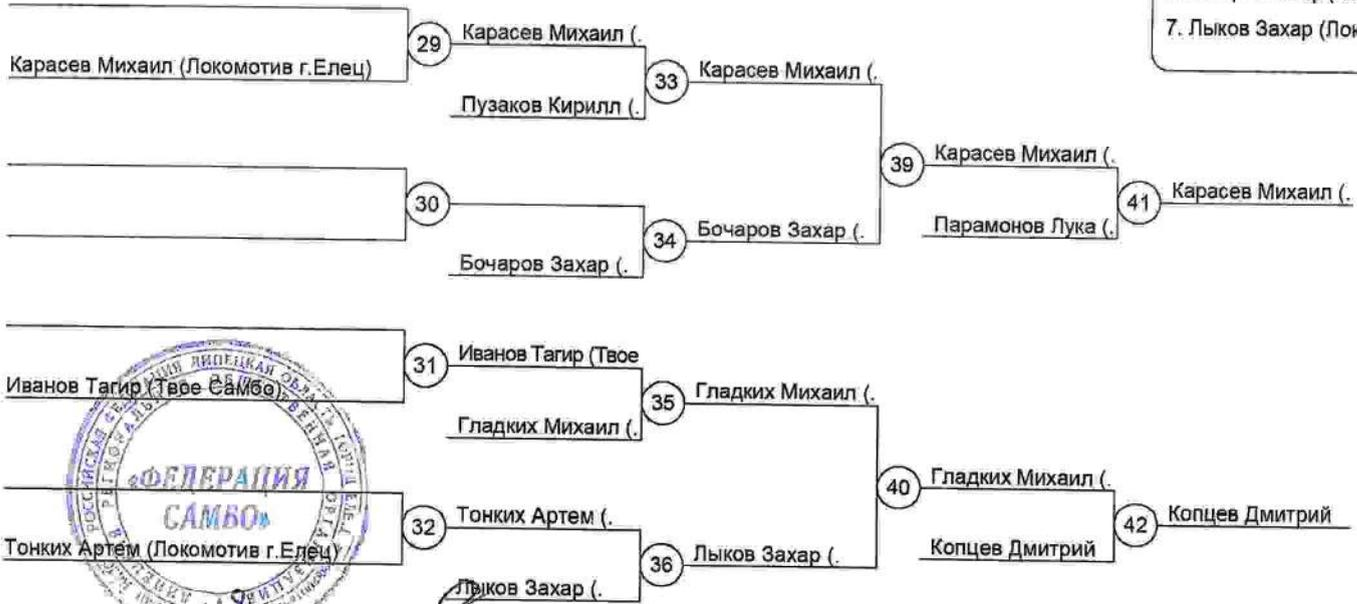 7. Лыков Захар (Лок
29
Карасев Михаил (.
Карасев Михаил (Локомотив г.Елец)
33
Карасев Михаил (.
Пузаков Кирилл (.
39
Карасев Михаил (.
30
41
Карасев Михаил (.
34
Бочаров Захар (.
Парамонов Лука (.
Бочаров Захар (.
31
Иванов Тагир (Твое
Иванов Тагир (Твое Самбо)
35
Гладких Михаил (.
Гладких Михаил (.
40
Гладких Михаил (.
«ФЕДЕРАЦИЯ
САМБО»
32
Тонких Артем (.
42
Копцев Дмитрий
Тонких Артем (Локомотив г.Елец)
36
Лыков Захар (.
Копцев Дмитрий
Лыков Захар (.